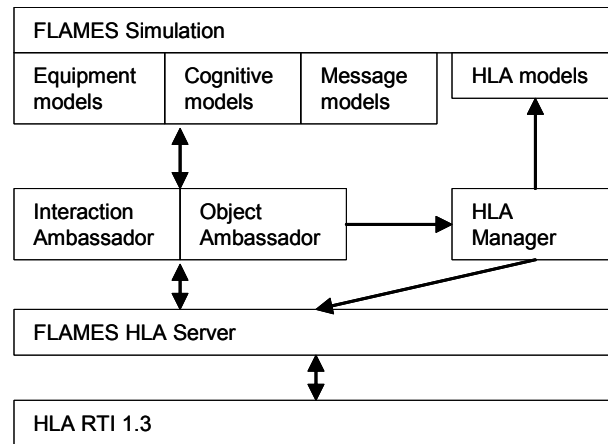 FLAMES Simulation
Equipment
models
Cognitive
models
Message
models
HLA models
Interaction
Ambassador
Object
Ambassador
HLA
Manager
FLAMES HLA Server
HLA RTI 1.3